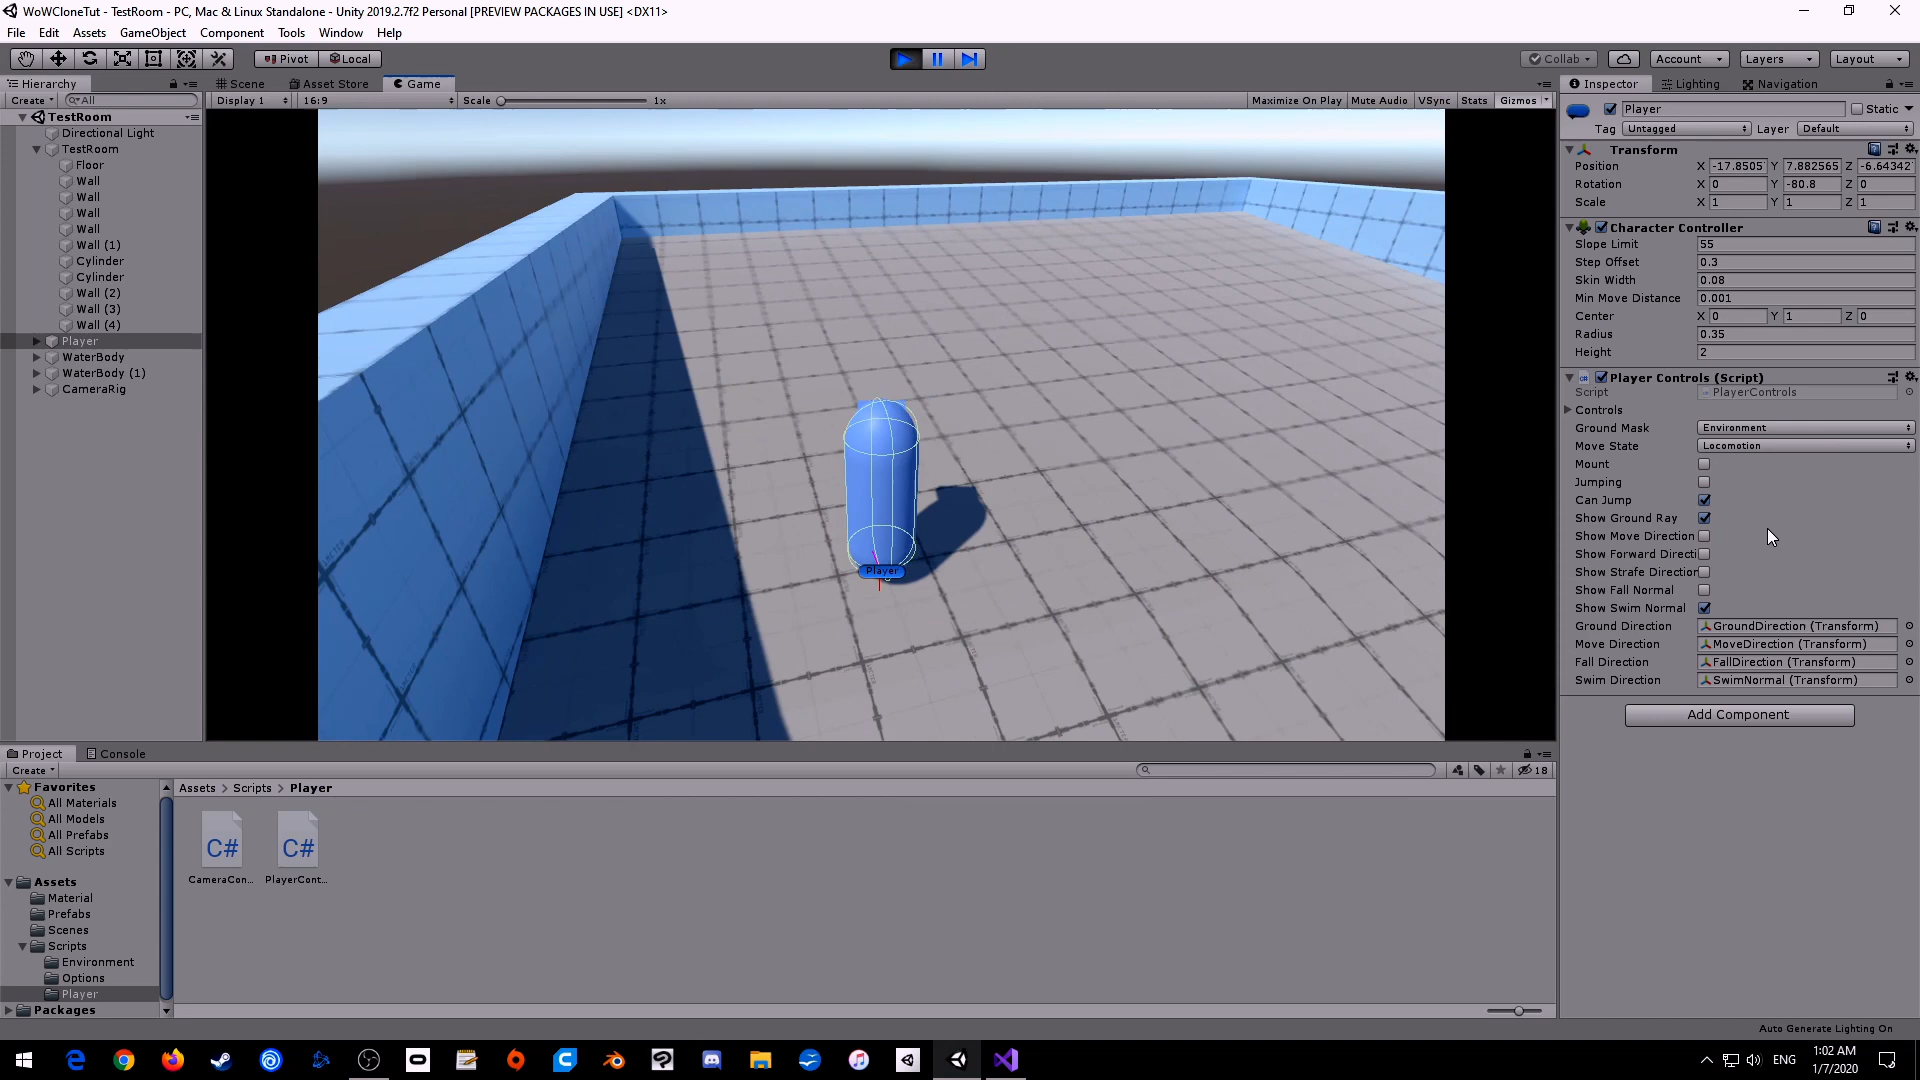 WoWCloneTut - TestRoom - PC, Mac & Linux Standalone - Unity 2019.2.7f2 Personal [PREVIEW PACKAGES IN USE] <DX11>
File Edit Assets GameObject Component Tools Window Help
Pivot Local Collab Account Layers Layout
Hierarchy Scene Asset Store Game Inspector Lighting Navigation
Create All Display 1 16:9 Scale 1x Maximize On Play Mute Audio VSync Stats Gizmos
TestRoom
Directional Light
TestRoom
Floor
Wall
Wall
Wall
Wall
Wall (1)
Cylinder
Cylinder
Wall (2)
Wall (3)
Wall (4)
Player
WaterBody
WaterBody (1)
CameraRig
Player
Player Static
Tag Untagged Layer Default
Transform
Position X -17.8505 Y 7.882565 Z -6.64342
Rotation X 0 Y -80.8 Z 0
Scale X 1 Y 1 Z 1
Character Controller
Slope Limit 55
Step Offset 0.3
Skin Width 0.08
Min Move Distance 0.001
Center X 0 Y 1 Z 0
Radius 0.35
Height 2
Player Controls (Script)
Script PlayerControls
Controls
Ground Mask Environment
Move State Locomotion
Mount
Jumping
Can Jump
Show Ground Ray
Show Move Direction
Show Forward Directi
Show Strafe Direction
Show Fall Normal
Show Swim Normal
Ground Direction GroundDirection (Transform)
Move Direction MoveDirection (Transform)
Fall Direction FallDirection (Transform)
Swim Direction SwimNormal (Transform)
Add Component
Project Console
Create 18
Favorites
All Materials
All Models
All Prefabs
All Scripts
Assets
Material
Prefabs
Scenes
Scripts
Environment
Options
Player
Packages
Assets > Scripts > Player
C# C#
CameraCon... PlayerCont...
Auto Generate Lighting On
ENG
1:02 AM
1/7/2020